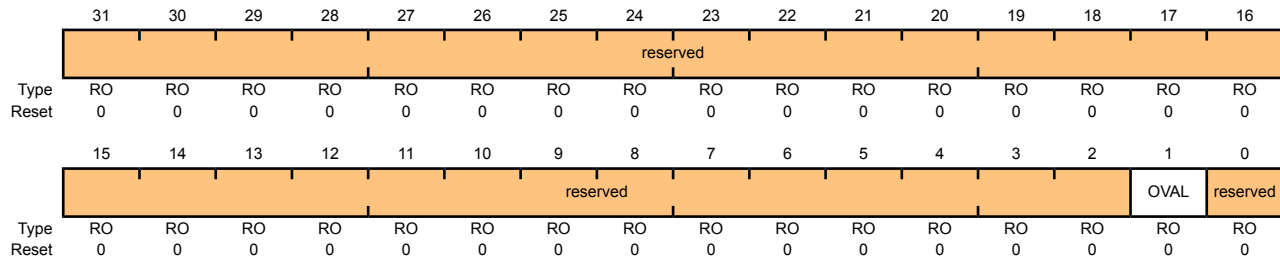 31 30 29 28 27 26 25 24 23 22 21 20 19 18 17 16
reserved
Type RO RO RO RO RO RO RO RO RO RO RO RO RO RO RO RO
Reset 0 0 0 0 0 0 0 0 0 0 0 0 0 0 0 0
15 14 13 12 11 10 9 8 7 6 5 4 3 2 1 0
reserved OVAL reserved
Type RO RO RO RO RO RO RO RO RO RO RO RO RO RO RO RO
Reset 0 0 0 0 0 0 0 0 0 0 0 0 0 0 0 0